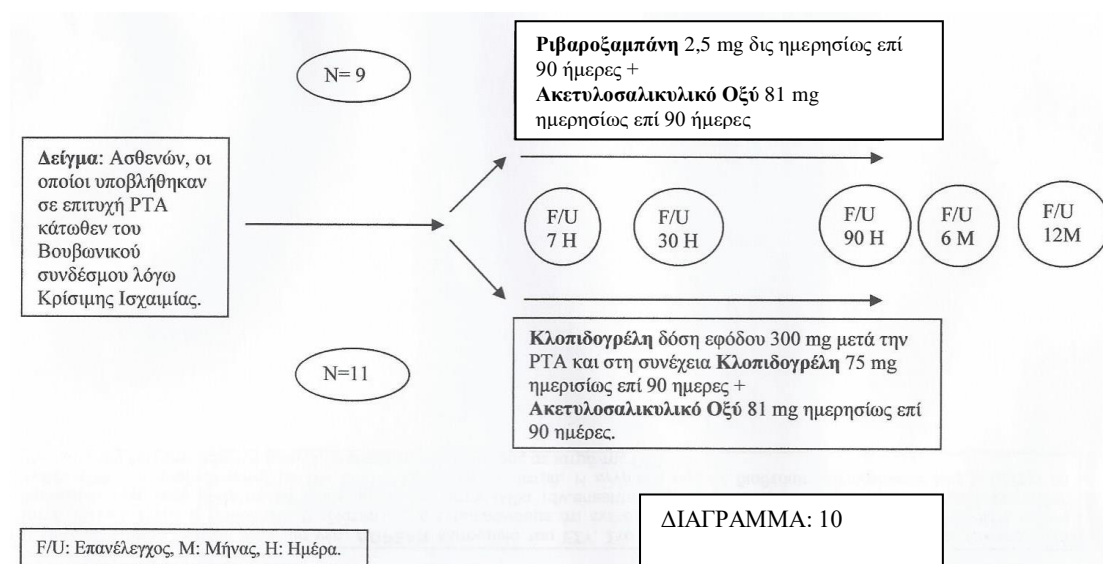 N= 9
Ριβαροξαμπάνη 2,5 mg δις ημερησίως επί
90 ήμερες +
Ακετυλοσαλικυλικό Οξύ 81 mg
ημερησίως επί 90 ήμερες
Δείγμα: Ασθενών, οι
οποίοι υποβλήθηκαν
σε επιτυχή PTA
κάτωθεν του
Βουβωνικού
συνδέσμου λόγω
Κρίσιμης Ισχαιμίας.
F/U
7 H
F/U
30 H
F/U
90 H
F/U
6 M
F/U
12M
N=11
Κλοπιδογρέλη δόση εφόδου 300 mg μετά την
PTA και στη συνέχεια Κλοπιδογρέλη 75 mg
ημερισίως επί 90 ημερες +
Ακετυλοσαλικυλικό Οξύ 81 mg ημερησίως επί
90 ημέρες.
ΔΙΑΓΡΑΜΜΑ: 10
F/U: Επανέλεγχος, Μ: Μήνας, Η: Ημέρα.